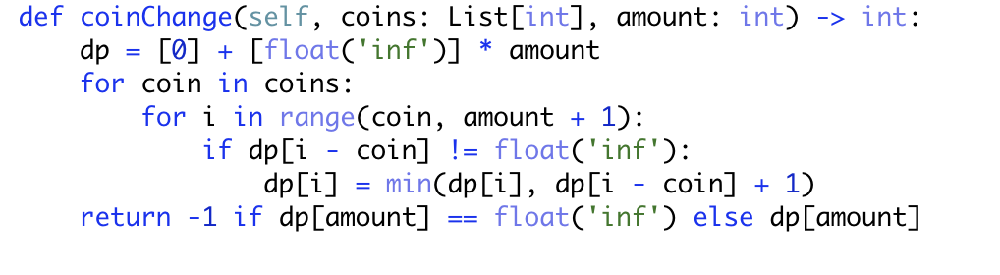 def coinChange(self, coins: List[int], amount: int) -> int:
    dp = [0] + [float('inf')] * amount
    for coin in coins:
        for i in range(coin, amount + 1):
            if dp[i - coin] != float('inf'):
                dp[i] = min(dp[i], dp[i - coin] + 1)
    return -1 if dp[amount] == float('inf') else dp[amount]